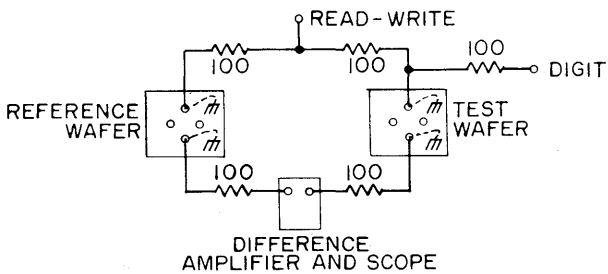 READ-WRITE
100
100
100
DIGIT
REFERENCE
WAFER
TEST
WAFER
100
100
DIFFERENCE
AMPLIFIER AND SCOPE